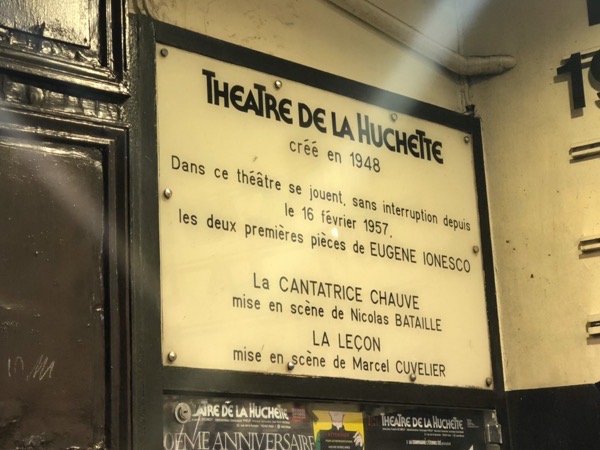 THEATRE DE LA HUCHETTE
créé en 1948
Dans ce théâtre se jouent, sans interruption depuis
le 16 février 1957,
les deux premières pièces de EUGENE IONESCO
La CANTATRICE CHAUVE
mise en scène de Nicolas BATAILLE
LA LEÇON
mise en scène de Marcel CUVELIER
DE LA HUCHETTE
ÈME ANNIVERSAIRE
THEATRE DE LA HUCHETTE